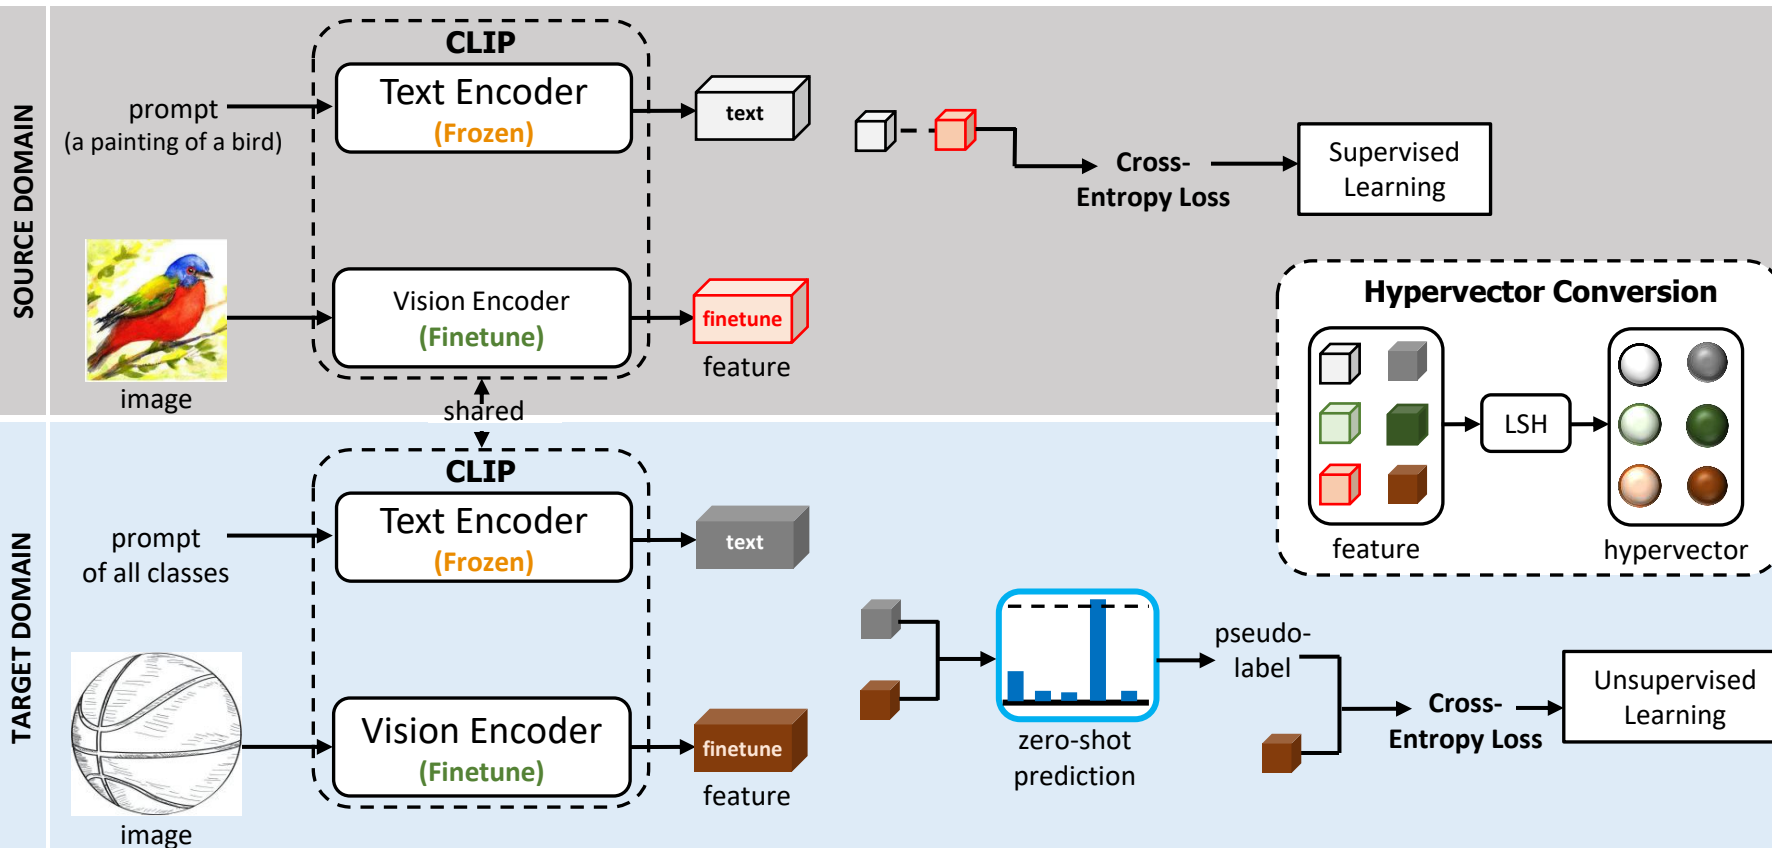 SOURCE DOMAIN
CLIP
Text Encoder
(Frozen)
prompt
(a painting of a bird)
text
Cross-
Entropy Loss
Supervised
Learning
Vision Encoder
(Finetune)
finetune
feature
image
shared
Hypervector Conversion
LSH
feature
hypervector
TARGET DOMAIN
CLIP
Text Encoder
(Frozen)
prompt
of all classes
text
Vision Encoder
(Finetune)
finetune
feature
image
zero-shot
prediction
pseudo-
label
Cross-
Entropy Loss
Unsupervised
Learning